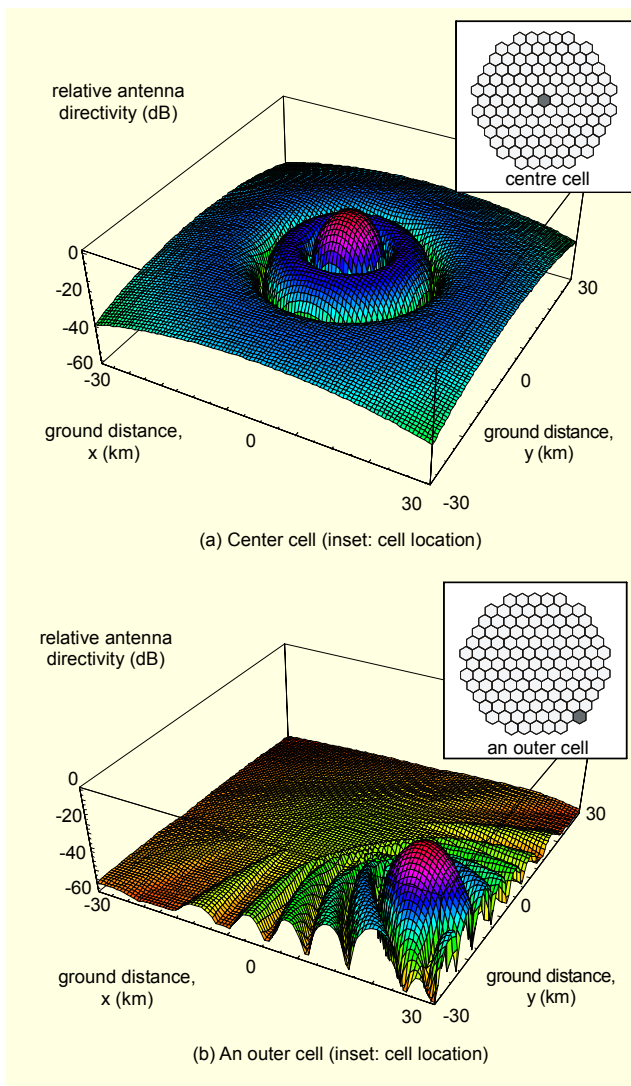 relative antenna
directivity (dB)
centre cell
0
-20
-40
-60
-30
0
30
ground distance,
x (km)
30
0
-30
ground distance,
y (km)
(a) Center cell (inset: cell location)
relative antenna
directivity (dB)
an outer cell
0
-20
-40
-60
-30
0
30
ground distance,
x (km)
30
0
-30
ground distance,
y (km)
(b) An outer cell (inset: cell location)